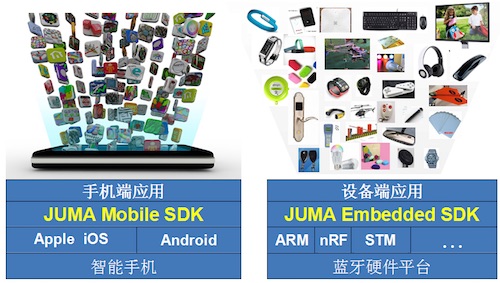 手机端应用
JUMA Mobile SDK
Apple iOS
Android
智能手机
设备端应用
JUMA Embedded SDK
ARM
nRF
STM
...
蓝牙硬件平台